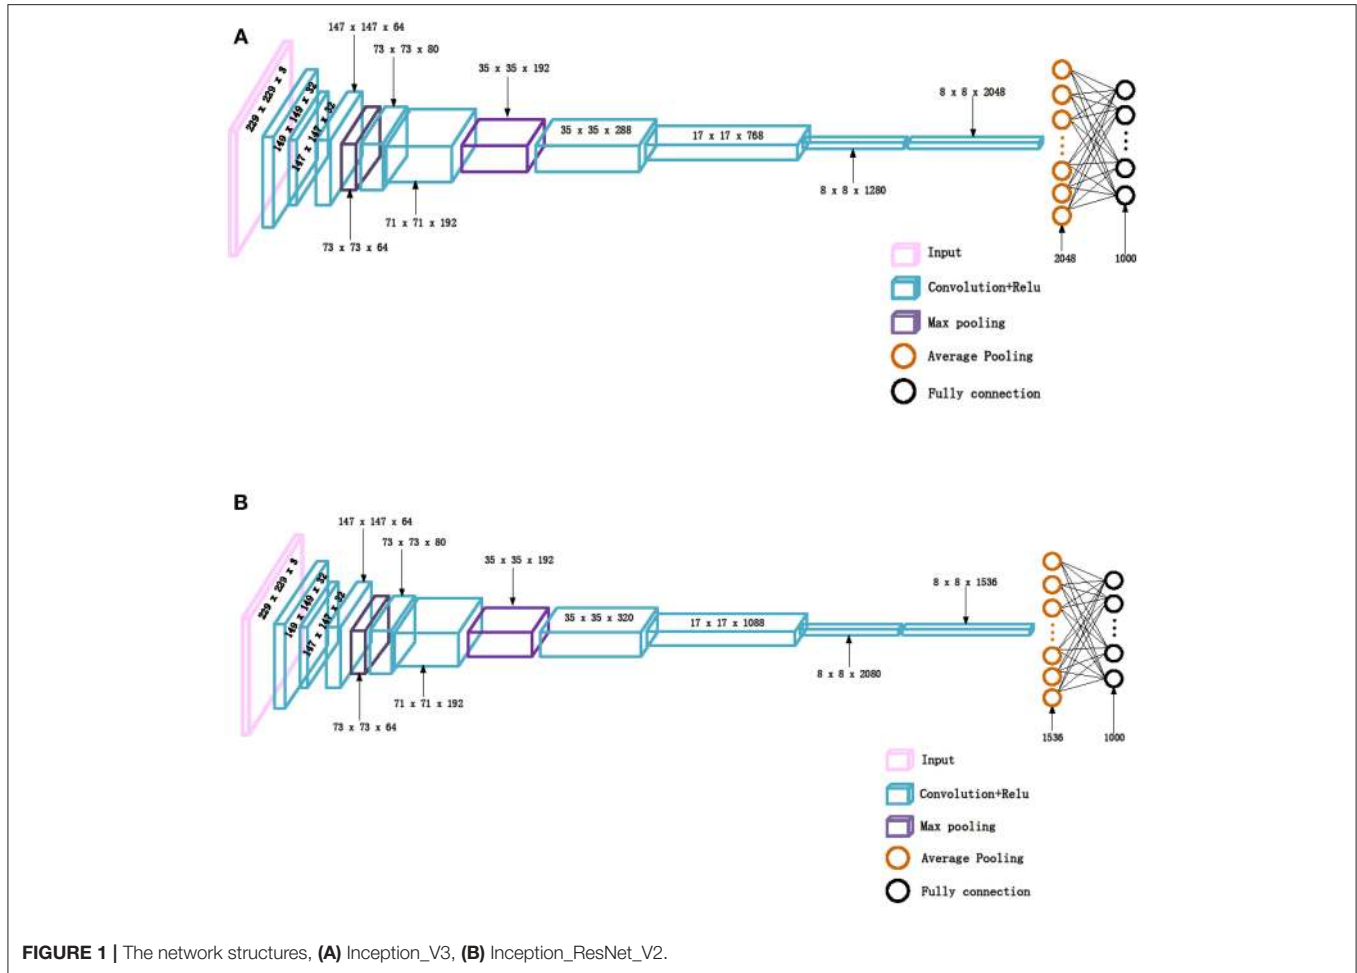 A
147 x 147 x 64
73 x 73 x 80
35 x 35 x 192
8 x 8 x 2048
229 x 229 x 3
149 x 149 x 32
147 x 147 x 32
35 x 35 x 288
17 x 17 x 768
8 x 8 x 1280
71 x 71 x 192
73 x 73 x 64
2048
1000
Input
Convolution+Relu
Max pooling
Average Pooling
Fully connection
B
147 x 147 x 64
73 x 73 x 80
35 x 35 x 192
8 x 8 x 1536
229 x 229 x 3
149 x 149 x 32
147 x 147 x 32
35 x 35 x 320
17 x 17 x 1088
8 x 8 x 2080
71 x 71 x 192
73 x 73 x 64
1536
1000
Input
Convolution+Relu
Max pooling
Average Pooling
Fully connection
FIGURE 1 | The network structures, (A) Inception_V3, (B) Inception_ResNet_V2.